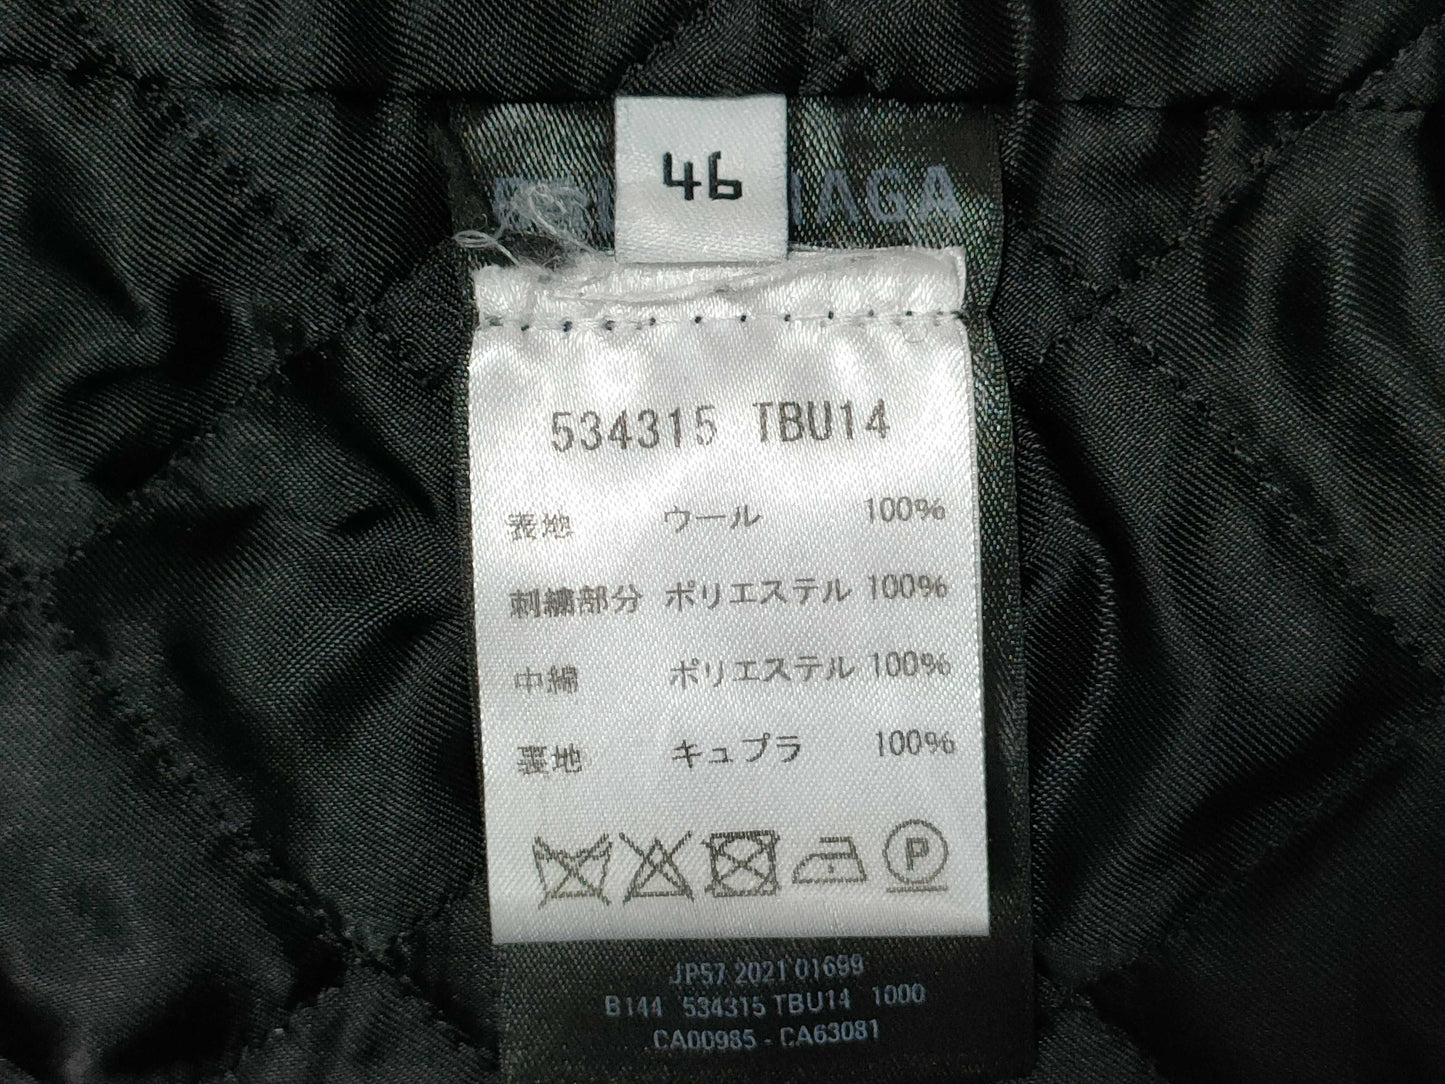 46
534315 TBU14
表地 ウール 100%
刺繍部分 ポリエステル 100%
中綿 ポリエステル 100%
裏地 キュプラ 100%
P
JP57 2021 01699
B144 534315 TBU14 1000
CA00985 - CA63081